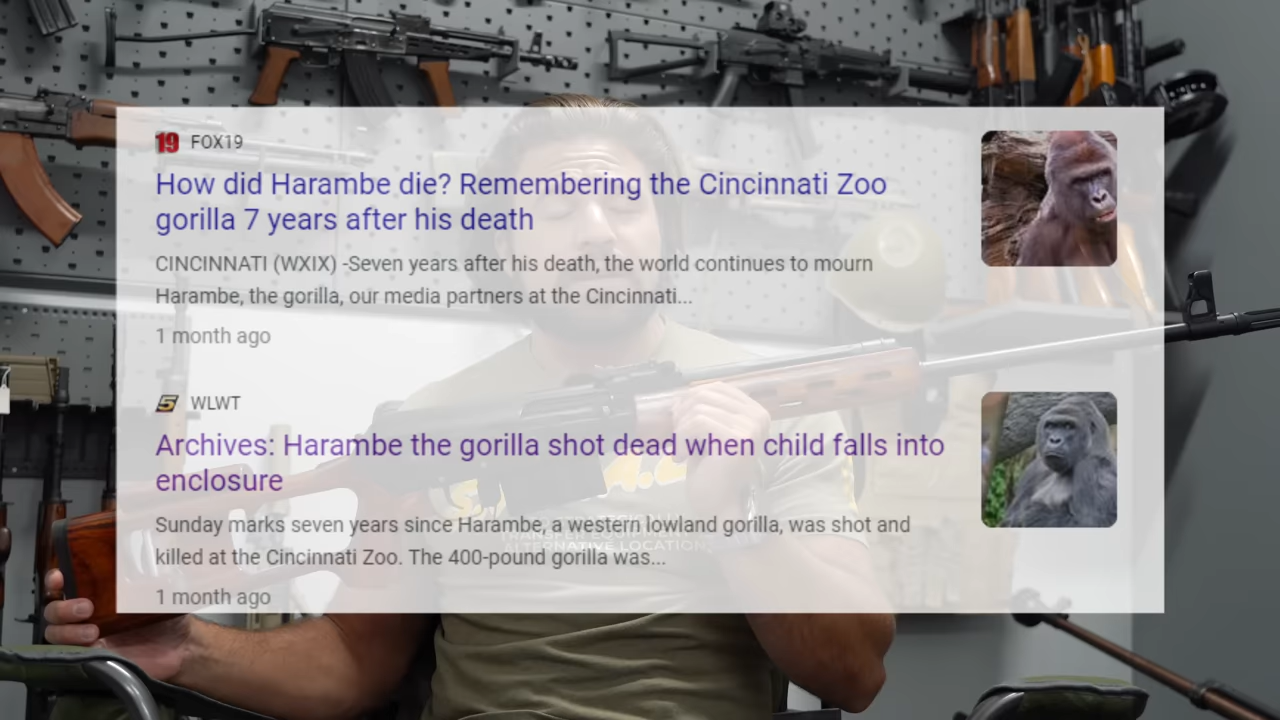 19 FOX19
How did Harambe die? Remembering the Cincinnati Zoo
gorilla 7 years after his death
CINCINNATI (WXIX) -Seven years after his death, the world continues to mourn
Harambe, the gorilla, our media partners at the Cincinnati...
1 month ago
5 WLWT
Archives: Harambe the gorilla shot dead when child falls into
enclosure
Sunday marks seven years since Harambe, a western lowland gorilla, was shot and
killed at the Cincinnati Zoo. The 400-pound gorilla was...
1 month ago
ALTERNATIVE LOCATION